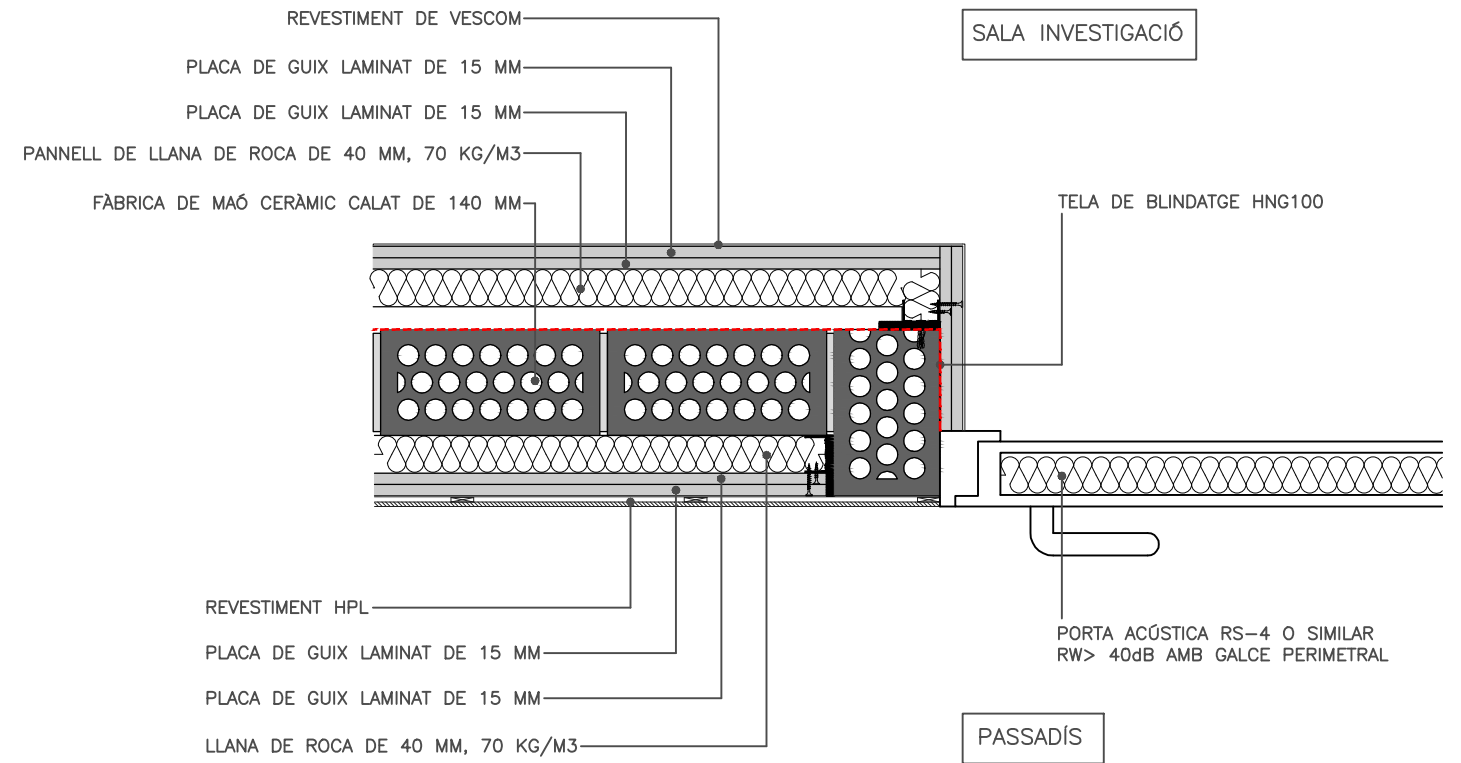 REVESTIMENT DE VESCOM
SALA INVESTIGACIÓ
PLACA DE GUIX LAMINAT DE 15 MM
PLACA DE GUIX LAMINAT DE 15 MM
PANNELL DE LLANA DE ROCA DE 40 MM, 70 KG/M3
FÀBRICA DE MAÓ CERÀMIC CALAT DE 140 MM
TELA DE BLINDATGE HNG100
REVESTIMENT HPL
PLACA DE GUIX LAMINAT DE 15 MM
PLACA DE GUIX LAMINAT DE 15 MM
LLANA DE ROCA DE 40 MM, 70 KG/M3
PORTA ACÚSTICA RS-4 O SIMILAR
RW> 40dB AMB GALCE PERIMETRAL
PASSADÍS